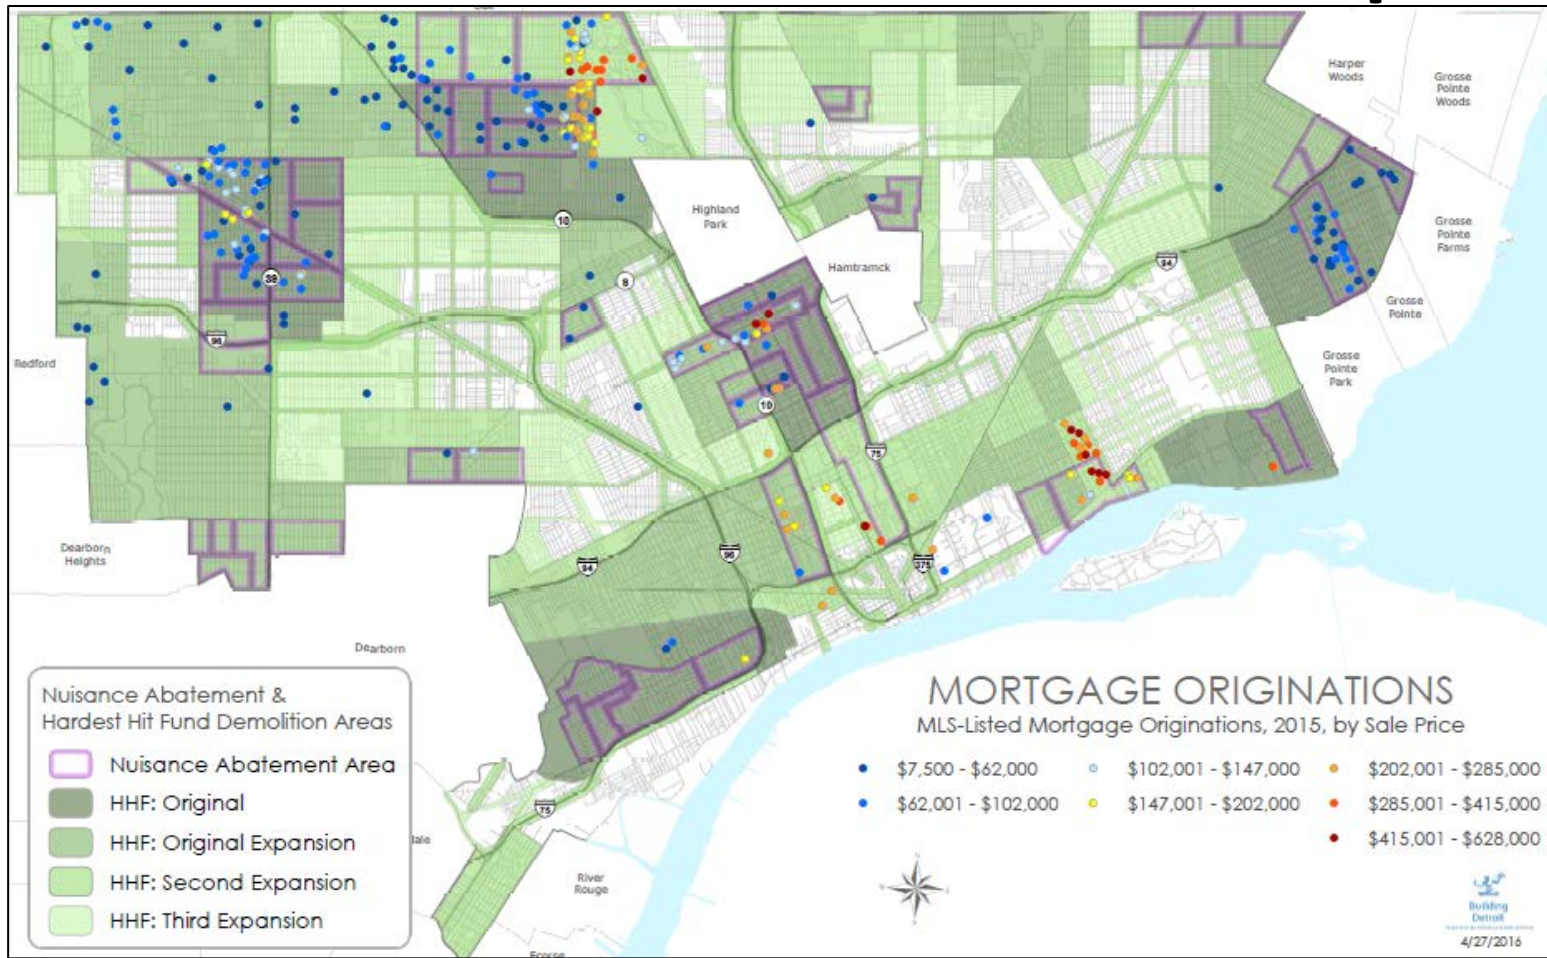 Harper
Woods
Grosse
Pointe
Woods
Highland
Park
10
Grosse
Pointe
Farms
8
94
Hamtramck
39
Grosse
Pointe
96
Redford
Grosse
Pointe
Park
10
75
Dearborn
Heights
94
96
375
Dearborn
Nuisance Abatement &
Hardest Hit Fund Demolition Areas
Nuisance Abatement Area
HHF: Original
HHF: Original Expansion
HHF: Second Expansion
HHF: Third Expansion
75
River
Rouge
MORTGAGE ORIGINATIONS
MLS-Listed Mortgage Originations, 2015, by Sale Price
$7,500 - $62,000
$102,001 - $147,000
$202,001 - $285,000
$62,001 - $102,000
$147,001 - $202,000
$285,001 - $415,000
$415,001 - $628,000
Building
Detroit
4/27/2016